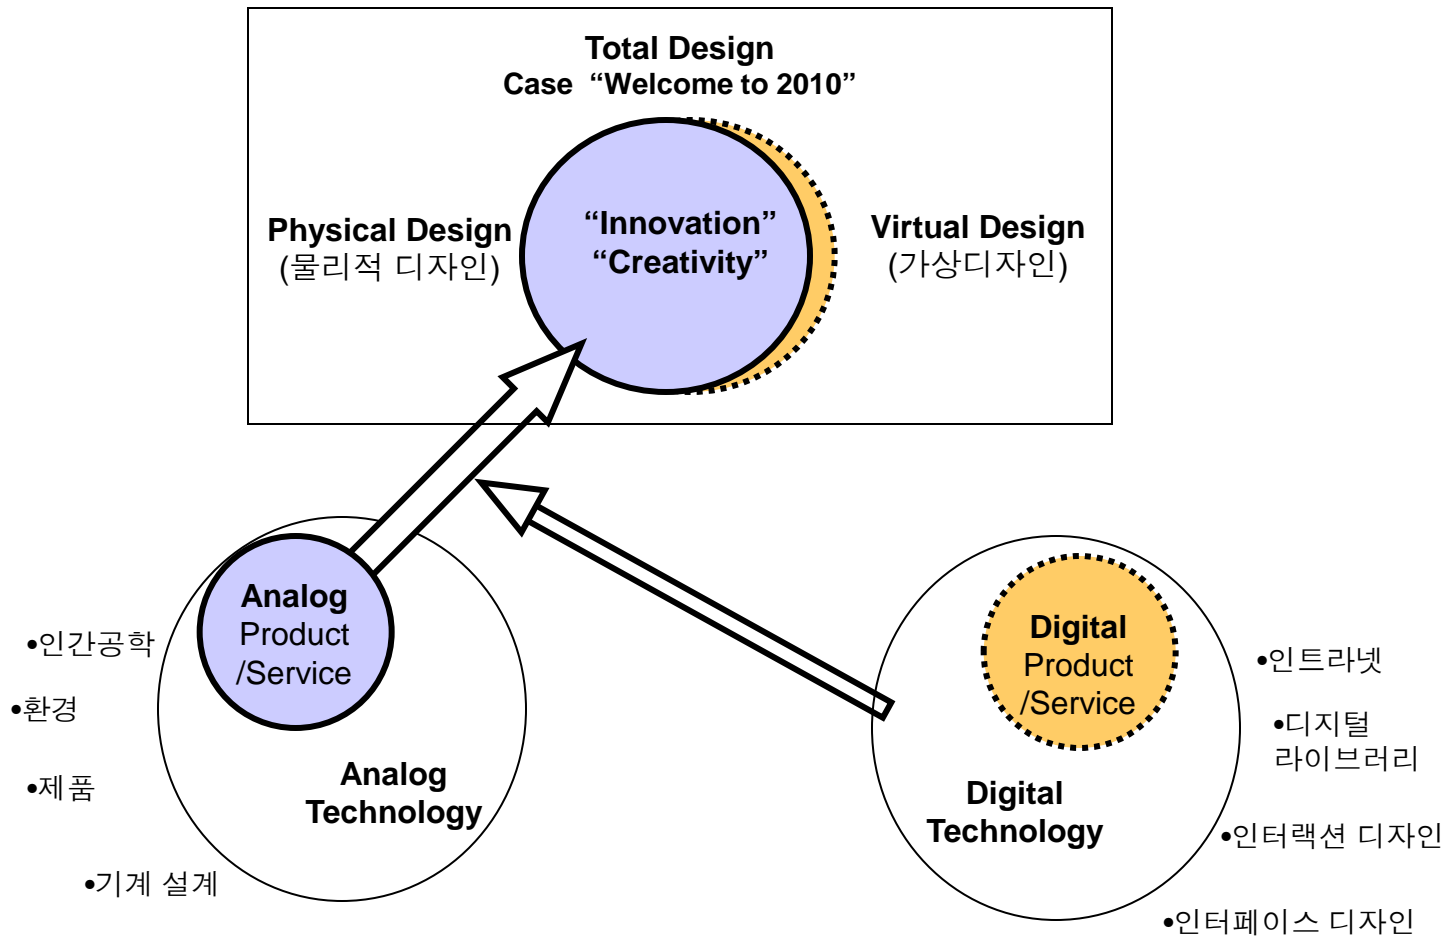 Total Design
Case “Welcome to 2010”
Physical Design
(물리적 디자인)
“Innovation”
“Creativity”
Virtual Design
(가상디자인)
Analog
Product
/Service
Analog
Technology
•인간공학
•환경
•제품
•기계 설계
Digital
Product
/Service
Digital
Technology
•인트라넷
•디지털
라이브러리
•인터랙션 디자인
•인터페이스 디자인